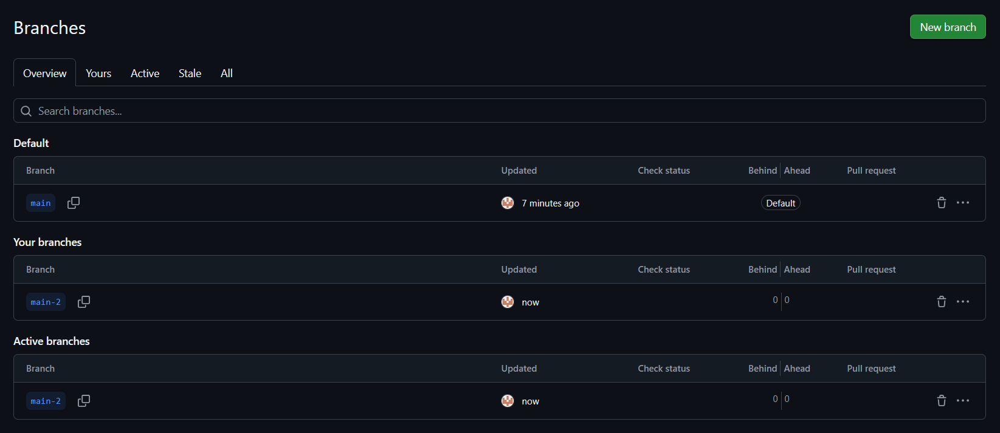 Branches
New branch
Overview Yours Active Stale All
Search branches...
Default
Branch Updated Check status Behind Ahead Pull request
main 7 minutes ago Default
Your branches
Branch Updated Check status Behind Ahead Pull request
main-2 now 0 0
Active branches
Branch Updated Check status Behind Ahead Pull request
main-2 now 0 0